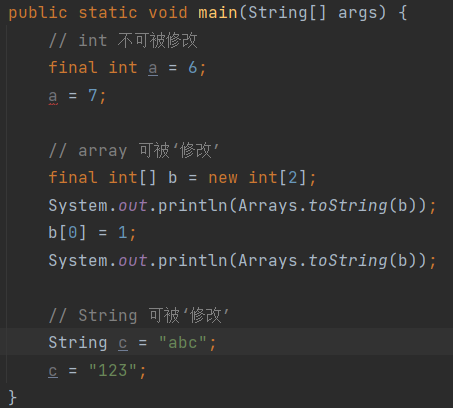 public static void main(String[] args) {
// int 不可被修改
final int a = 6;
a = 7;
// array 可被‘修改’
final int[] b = new int[2];
System.out.println(Arrays.toString(b));
b[0] = 1;
System.out.println(Arrays.toString(b));
// String 可被‘修改’
String c = "abc";
c = "123";
}